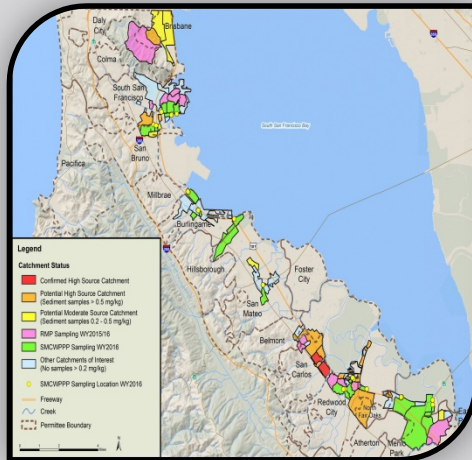 Daly
City
Brisbane
Colma
South San
Francisco
South San Francisco Bay
San
Bruno
Pacifica
Millbrae
Burlingame
Hillsborough
Foster
City
San
Mateo
Belmont
San
Carlos
Redwood
City
North
Fair Oaks
Atherton
Menlo
Park
Legend
Catchment Status
Confirmed High Source Catchment
Potential High Source Catchment
(Sediment samples > 0.5 mg/kg)
Potential Moderate Source Catchment
(Sediment samples 0.2 - 0.5 mg/kg)
RMP Sampling WY2015/16
SMCWPPP Sampling WY2016
Other Catchments of Interest
(No samples > 0.2 mg/kg)
SMCWPPP Sampling Location WY2016
Freeway
Creek
Permittee Boundary